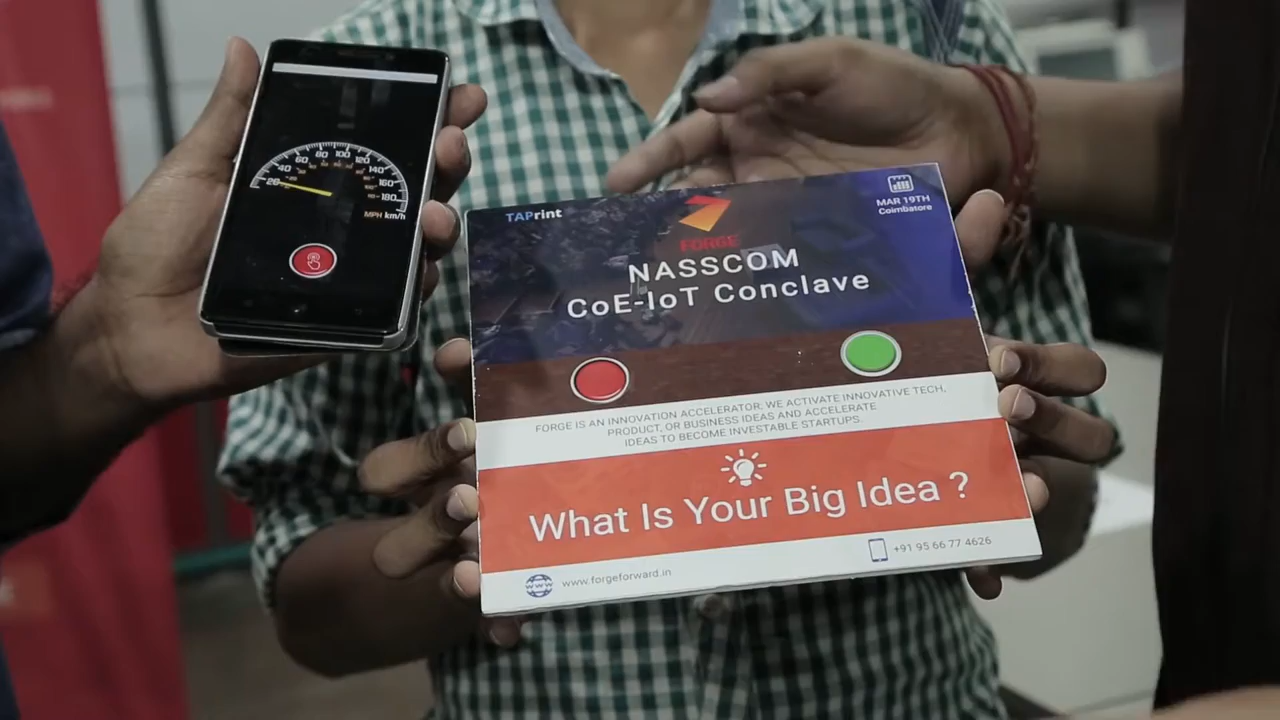 20 40 60 80 100 120 140 160 180
MPH km/h
TAPrint
FORGE
MAR 19TH
Coimbatore
NASSCOM
CoE-IoT Conclave
FORGE IS AN INNOVATION ACCELERATOR. WE ACTIVATE INNOVATIVE TECH,
PRODUCT, OR BUSINESS IDEAS AND ACCELERATE
IDEAS TO BECOME INVESTABLE STARTUPS.
What Is Your Big Idea ?
www.forgeforward.in
+91 95 66 77 4626